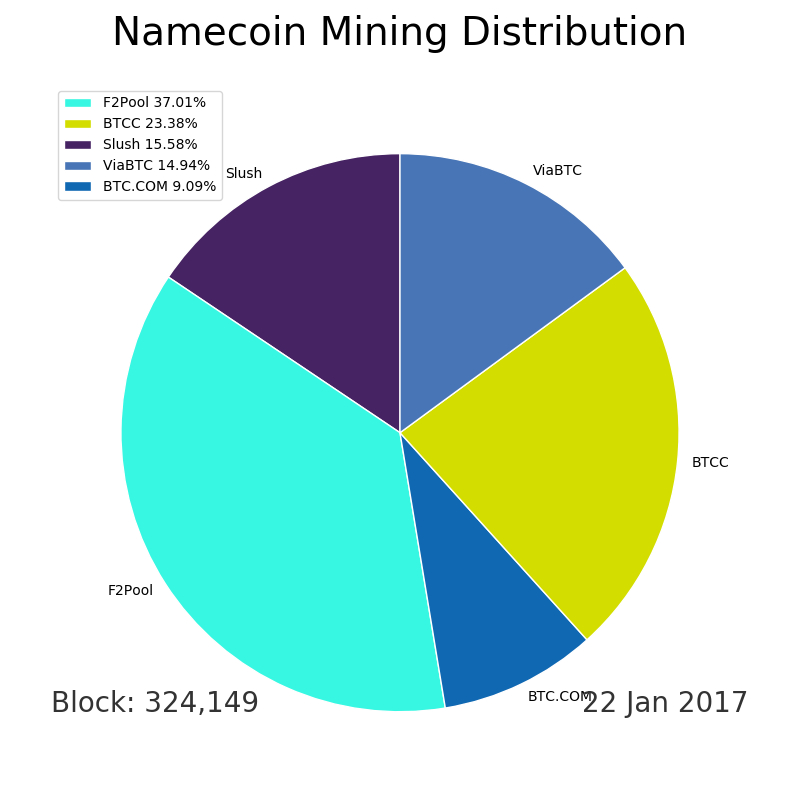 Namecoin Mining Distribution
F2Pool 37.01%
BTCC 23.38%
Slush 15.58%
ViaBTC 14.94%
BTC.COM 9.09%
Slush
ViaBTC
BTCC
F2Pool
BTC.COM
Block: 324,149
22 Jan 2017